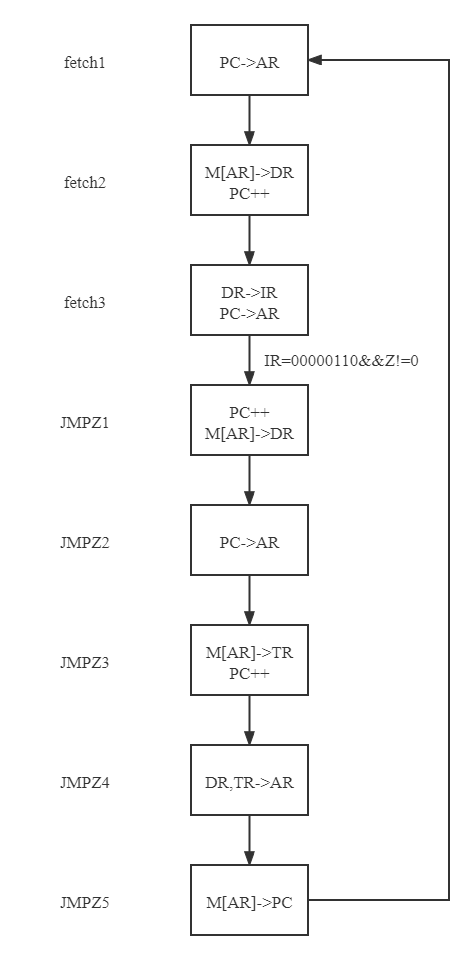 fetch1
PC->AR
fetch2
M[AR]->DR
PC++
fetch3
DR->IR
PC->AR
IR=00000110&&Z!=0
JMPZ1
PC++
M[AR]->DR
JMPZ2
PC->AR
JMPZ3
M[AR]->TR
PC++
JMPZ4
DR,TR->AR
JMPZ5
M[AR]->PC